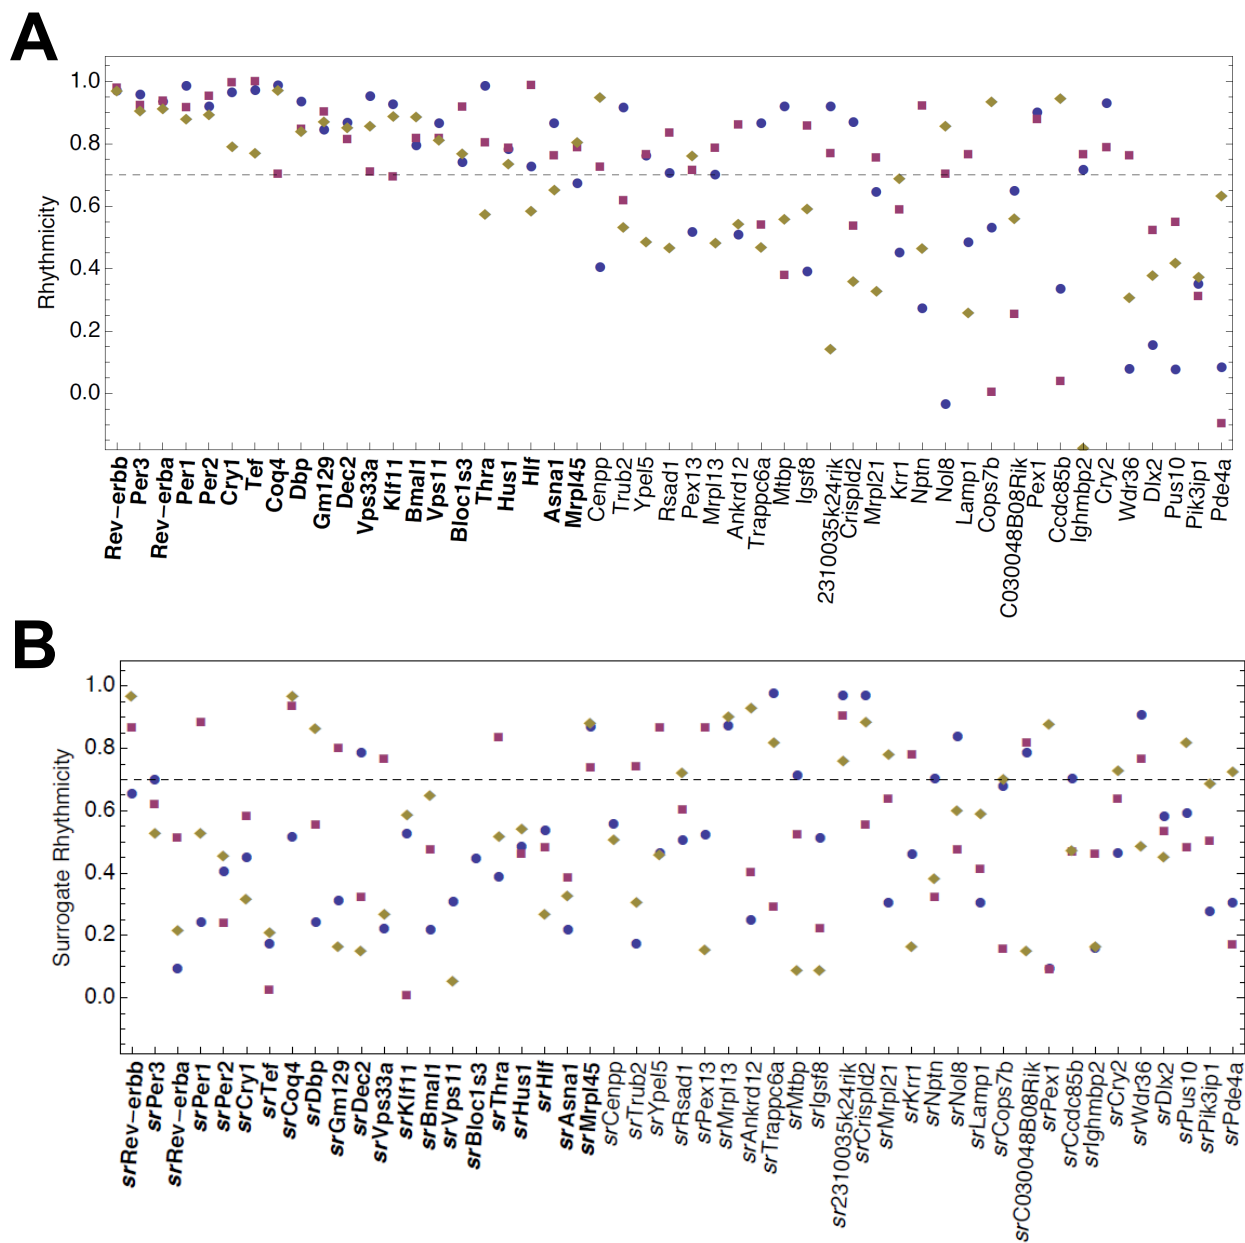 A
1.0
0.8
0.6
0.4
0.2
0.0
Rhythmicity
Rev-erbb
Per3
Rev-erba
Per1
Per2
Cry1
Tef
Coq4
Dbp
Gm129
Dec2
Vps33a
Klf11
Bmal1
Vps11
Bloc1s3
Thra
Hus1
Hlf
Asna1
Mrpl45
Cenpp
Trub2
Ypel5
Rsad1
Pex13
Mrpl13
Ankrd12
Trappc6a
Mtbp
Igsf8
2310035k24rik
Crispld2
Mrpl21
Krr1
Nptn
Nol8
Lamp1
Cops7b
C030048B08Rik
Pex1
Ccdc85b
Ighmbp2
Cry2
Wdr36
Dlx2
Pus10
Pik3ip1
Pde4a
B
1.0
0.8
0.6
0.4
0.2
0.0
Surrogate Rhythmicity
srRev-erbb
srPer3
srRev-erba
srPer1
srPer2
srCry1
srTef
srCoq4
srDbp
srGm129
srDec2
srVps33a
srKlf11
srBmal1
srVps11
srBloc1s3
srThra
srHus1
srHlf
srAsna1
srMrpl45
srCenpp
srTrub2
srYpel5
srRsad1
srPex13
srMrpl13
srAnkrd12
srTrappc6a
srMtbp
srIgsf8
sr2310035k24rik
srCrispld2
srMrpl21
srKrr1
srNptn
srNol8
srLamp1
srCops7b
srC030048B08Rik
srPex1
srCcdc85b
srIghmbp2
srCry2
srWdr36
srDlx2
srPus10
srPik3ip1
srPde4a